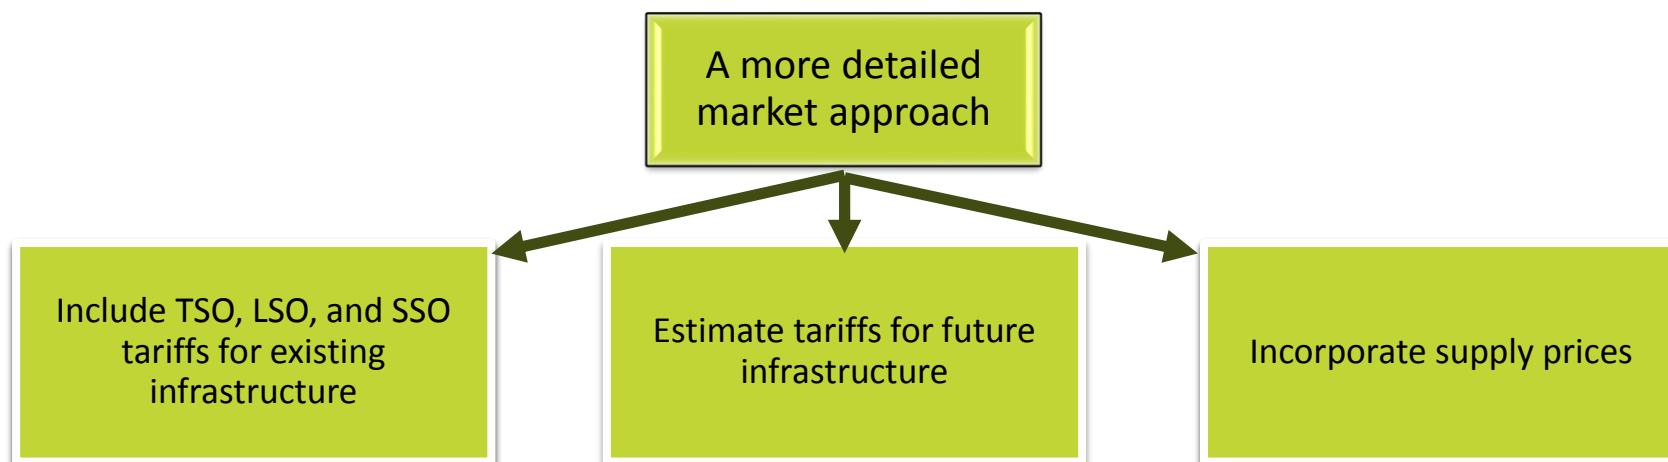 A more detailed
market approach
Include TSO, LSO, and SSO
tariffs for existing
infrastructure
Estimate tariffs for future
infrastructure
Incorporate supply prices